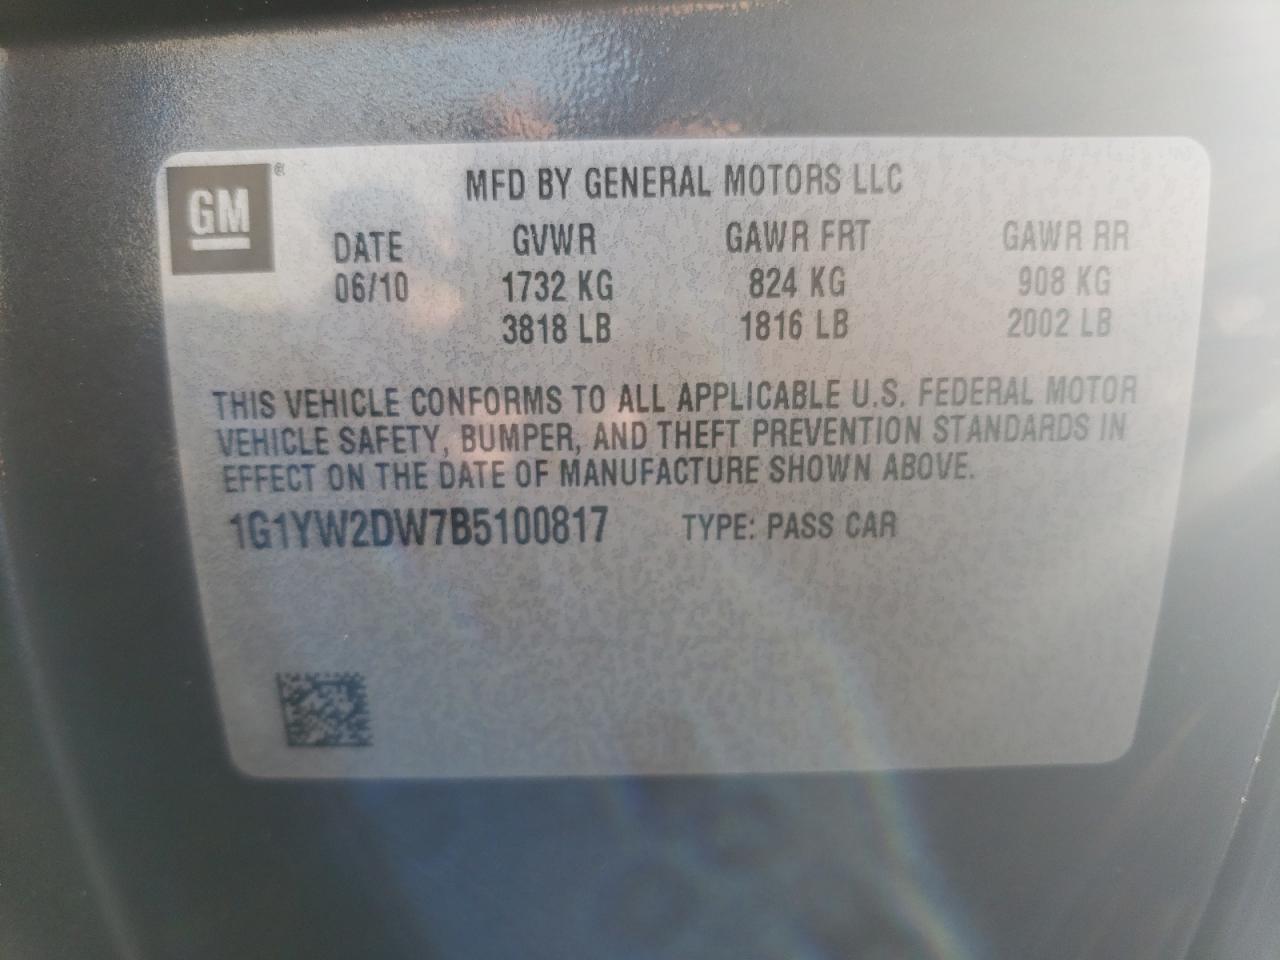 GM ®
MFD BY GENERAL MOTORS LLC
DATE GVWR GAWR FRT GAWR RR
06/10 1732 KG 824 KG 908 KG
3818 LB 1816 LB 2002 LB
THIS VEHICLE CONFORMS TO ALL APPLICABLE U.S. FEDERAL MOTOR
VEHICLE SAFETY, BUMPER, AND THEFT PREVENTION STANDARDS IN
EFFECT ON THE DATE OF MANUFACTURE SHOWN ABOVE.
1G1YW2DW7B5100817 TYPE: PASS CAR